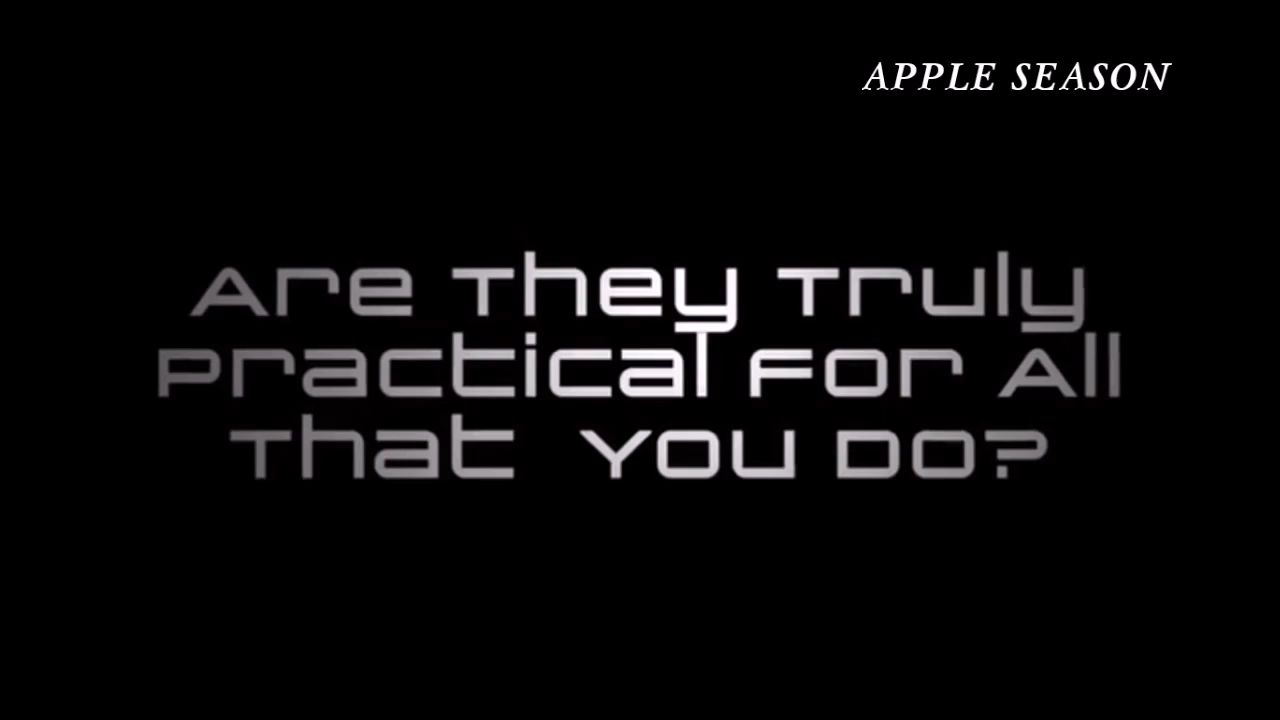 APPLE SEASON
Are They Truly
Practical For All
That You Do?